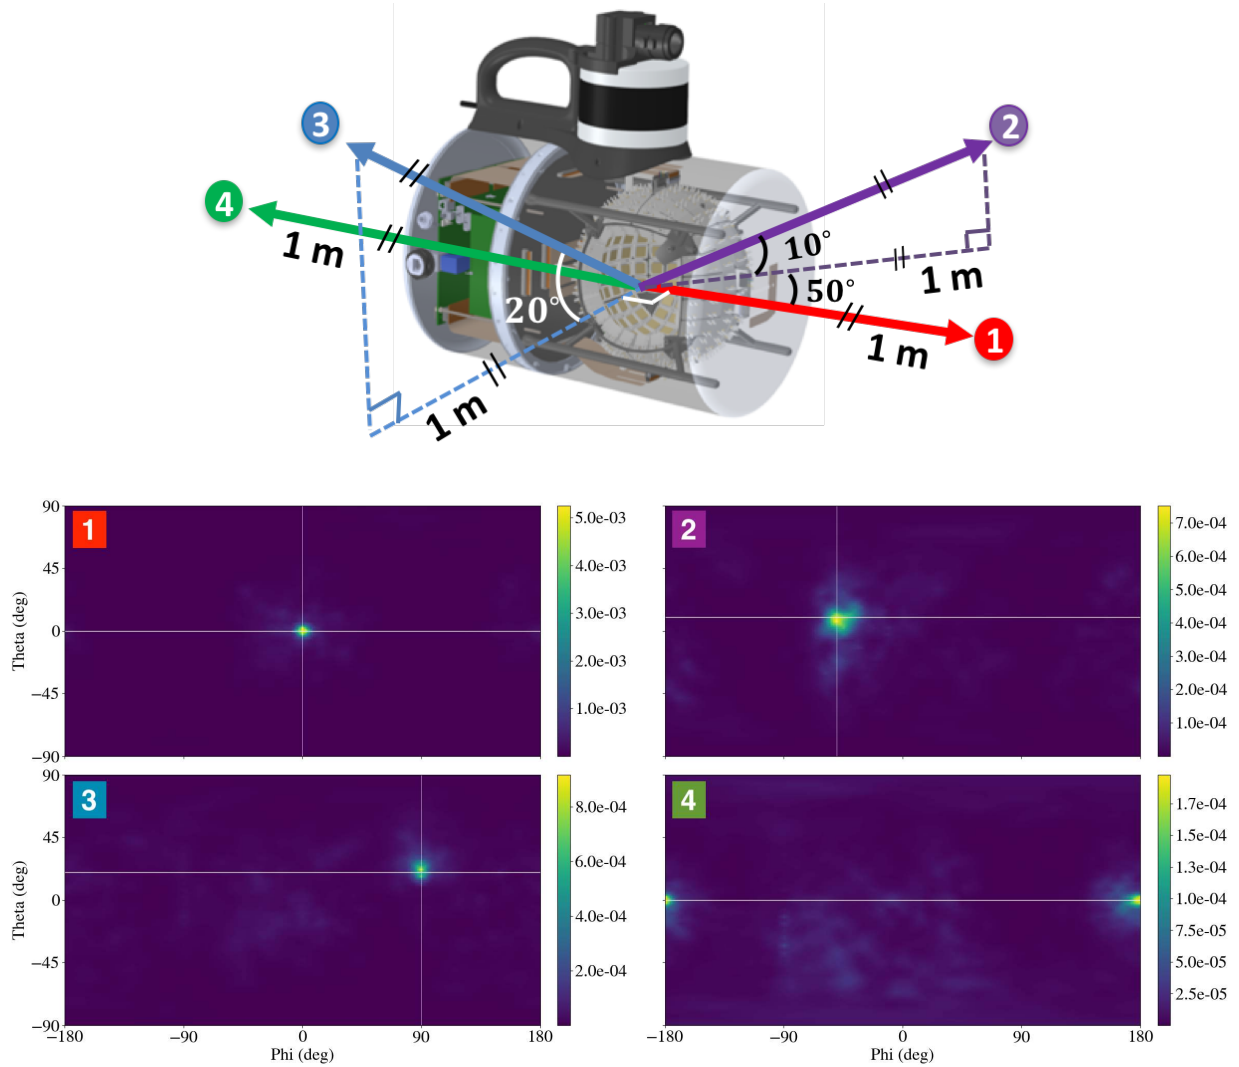 3
2
4
1 m
10°
1 m
50°
20°
1 m
1
1 m
1
90
45
0
−45
−90
Theta (deg)
5.0e-03
4.0e-03
3.0e-03
2.0e-03
1.0e-03
2
7.0e-04
6.0e-04
5.0e-04
4.0e-04
3.0e-04
2.0e-04
1.0e-04
3
90
45
0
−45
−90
Theta (deg)
−180
−90
0
90
180
Phi (deg)
8.0e-04
6.0e-04
4.0e-04
2.0e-04
4
−180
−90
0
90
180
Phi (deg)
1.7e-04
1.5e-04
1.3e-04
1.0e-04
7.5e-05
5.0e-05
2.5e-05